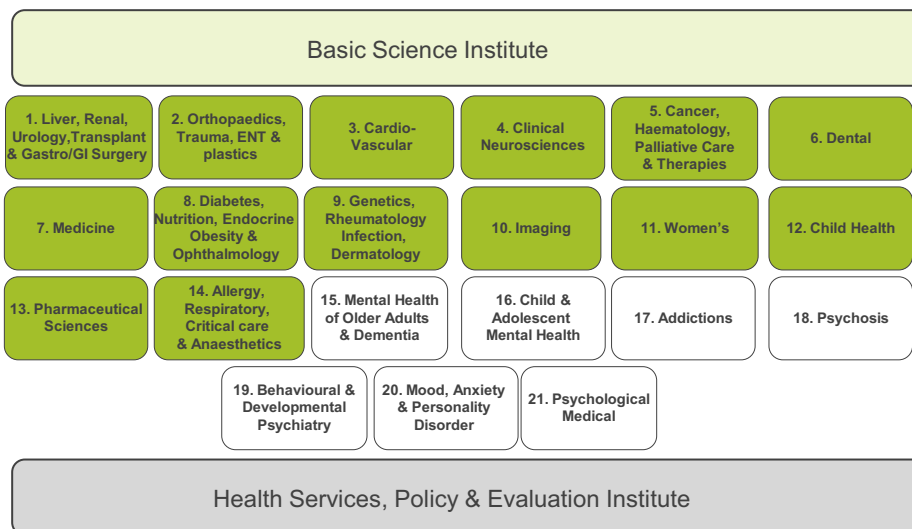 Basic Science Institute
1. Liver, Renal,
Urology,Transplant
& Gastro/GI Surgery
2. Orthopaedics,
Trauma, ENT &
plastics
3. Cardio-
Vascular
4. Clinical
Neurosciences
5. Cancer,
Haematology,
Palliative Care
& Therapies
6. Dental
7. Medicine
8. Diabetes,
Nutrition, Endocrine
Obesity &
Ophthalmology
9. Genetics,
Rheumatology
Infection,
Dermatology
10. Imaging
11. Women's
12. Child Health
13. Pharmaceutical
Sciences
14. Allergy,
Respiratory,
Critical care
& Anaesthetics
15. Mental Health
of Older Adults
& Dementia
16. Child &
Adolescent
Mental Health
17. Addictions
18. Psychosis
19. Behavioural &
Developmental
Psychiatry
20. Mood, Anxiety
& Personality
Disorder
21. Psychological
Medical
Health Services, Policy & Evaluation Institute